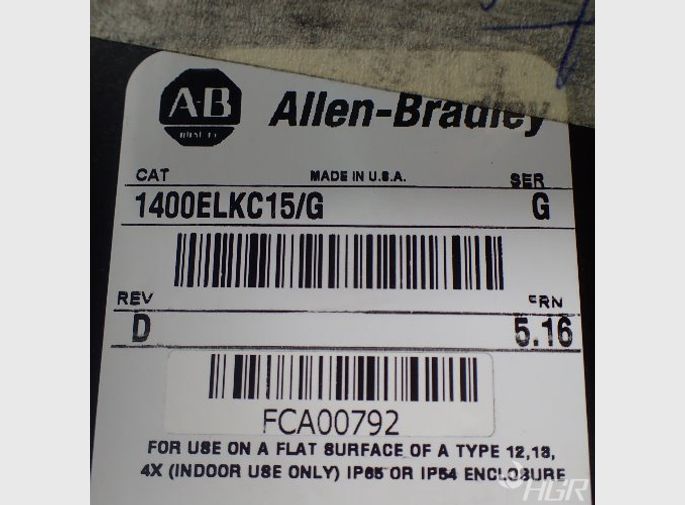 A·B
QUALITY
Allen-Bradley
CAT MADE IN U.S.A. SER
1400ELKC15/G G
REV FRN
D 5.16
FCA00792
FOR USE ON A FLAT SURFACE OF A TYPE 12,13,
4X (INDOOR USE ONLY) IP65 OR IP54 ENCLOSURE
HGR